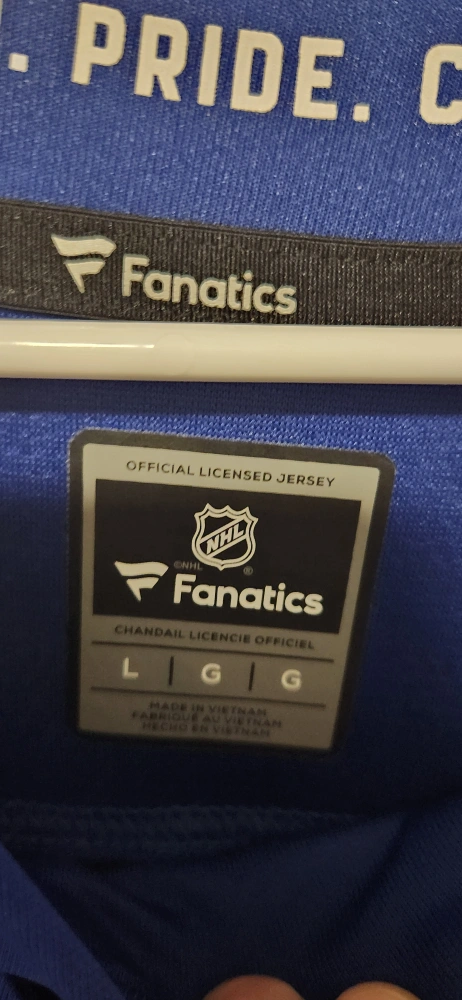 . PRIDE. C
Fanatics
OFFICIAL LICENSED JERSEY
NHL
©NHL ®
Fanatics
CHANDAIL LICENCIE OFFICIEL
L | G | G
MADE IN VIETNAM
FABRIQUÉ AU VIETNAM
HECHO EN VIETNAM